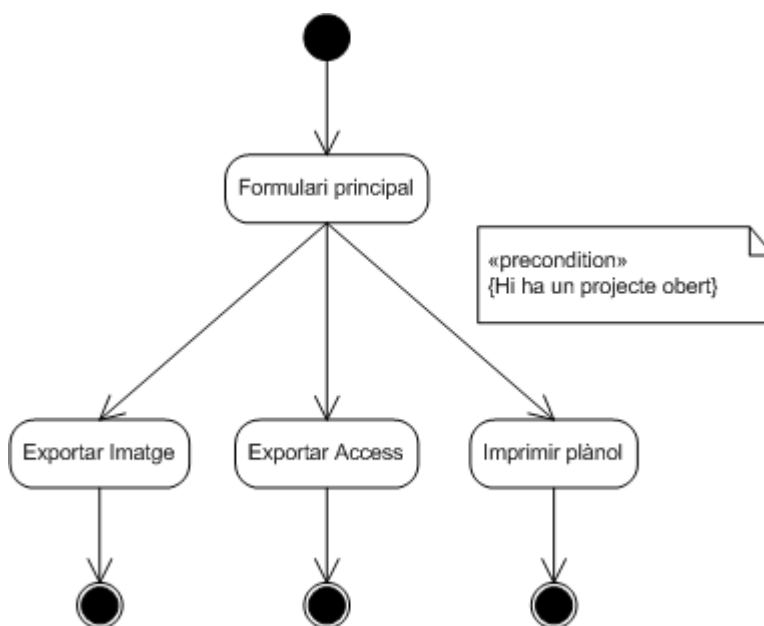 Formulari principal
«precondition»
{Hi ha un projecte obert}
Exportar Imatge
Exportar Access
Imprimir plànol